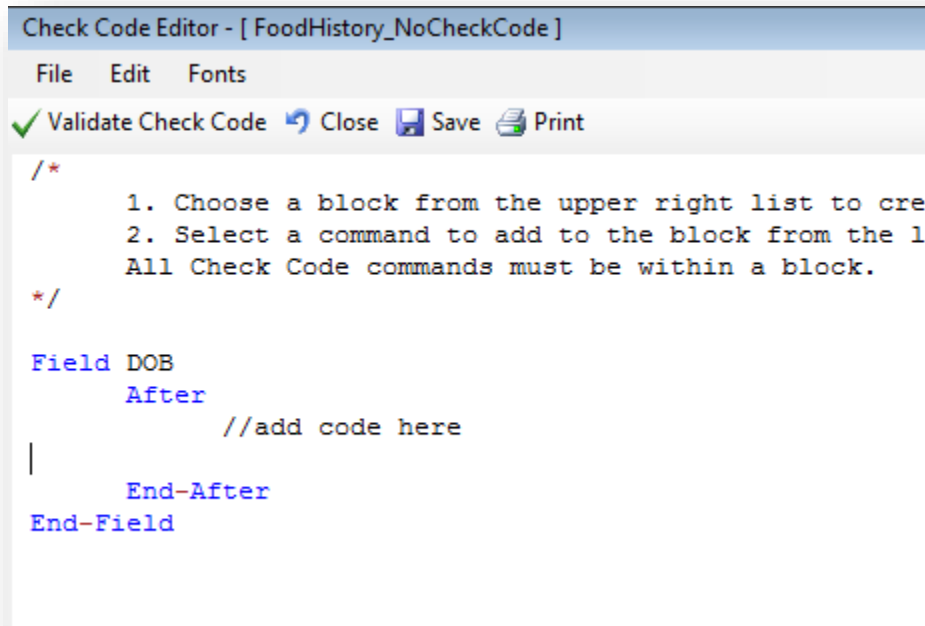 Check Code Editor - [ FoodHistory_NoCheckCode ]
File Edit Fonts
Validate Check Code Close Save Print
/*
1. Choose a block from the upper right list to cre
2. Select a command to add to the block from the l
All Check Code commands must be within a block.
*/
Field DOB
After
//add code here
End-After
End-Field